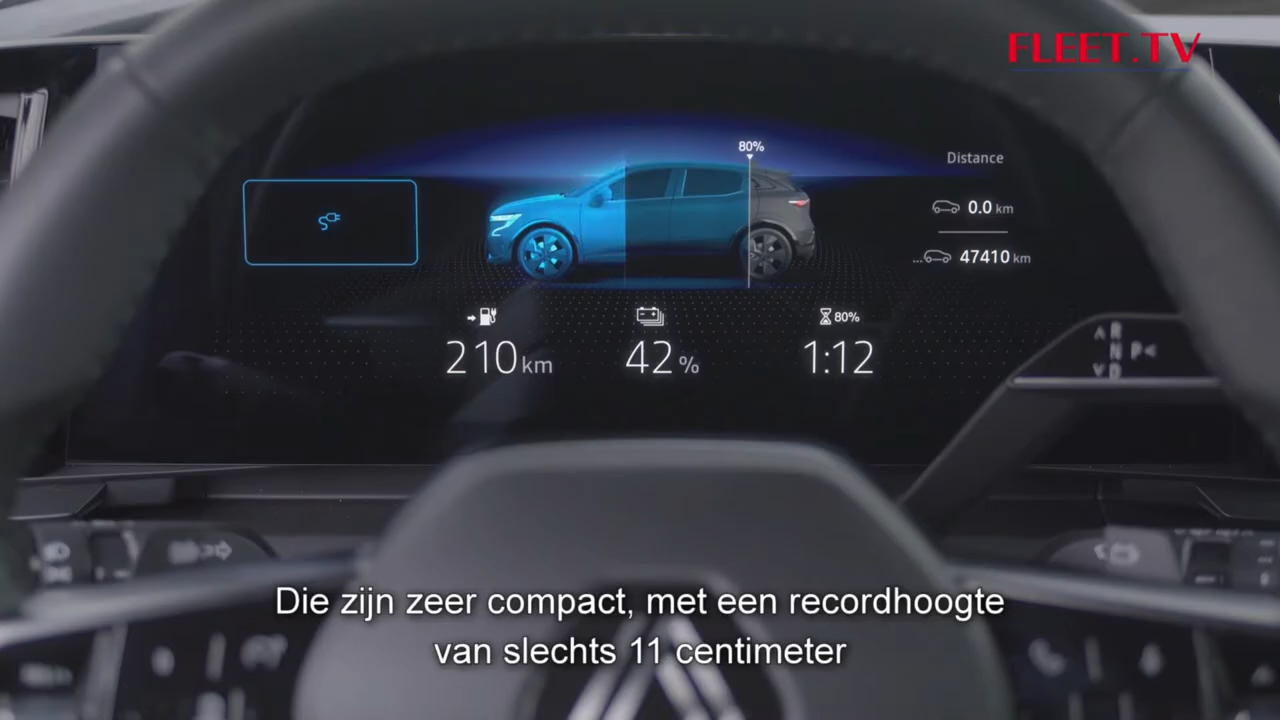 FLEET.TV
80%
Distance
0.0 km
...47410 km
80%
210 km
42 %
1:12
R
N P
D
Die zijn zeer compact, met een recordhoogte
van slechts 11 centimeter